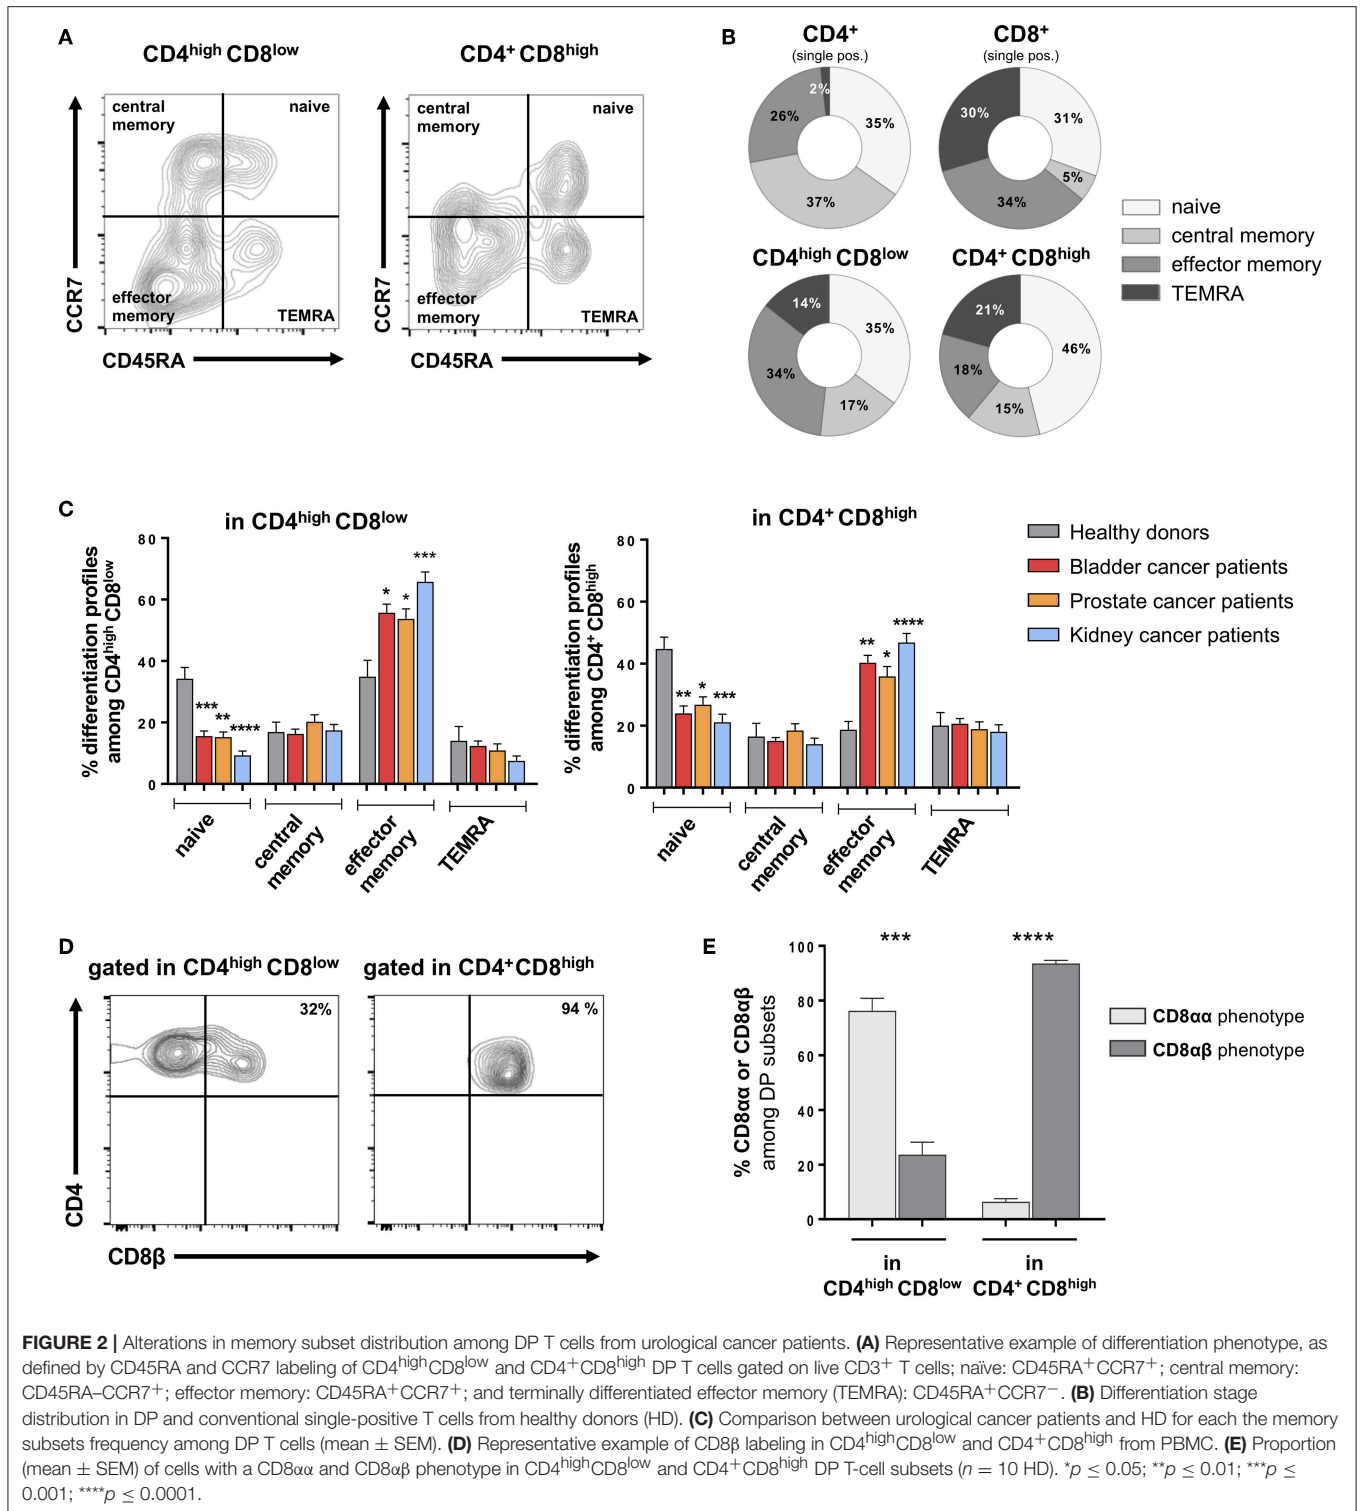 A
CD4high CD8low
CD4+ CD8high
central memory
naive
effector memory
TEMRA
CCR7
CD45RA
central memory
naive
effector memory
TEMRA
CCR7
CD45RA
B
CD4+
(single pos.)
2%
35%
26%
37%
CD8+
(single pos.)
30%
31%
5%
34%
CD4high CD8low
14%
35%
34%
17%
CD4+ CD8high
21%
46%
18%
15%
naive
central memory
effector memory
TEMRA
C
in CD4high CD8low
% differentiation profiles
among CD4high CD8low
80
60
40
20
0
***
**
****
*
*
***
naive
central
memory
effector
memory
TEMRA
in CD4+ CD8high
% differentiation profiles
among CD4+ CD8high
80
60
40
20
0
**
*
***
**
*
****
naive
central
memory
effector
memory
TEMRA
Healthy donors
Bladder cancer patients
Prostate cancer patients
Kidney cancer patients
D
gated in CD4high CD8low
gated in CD4+CD8high
32%
94 %
CD4
CD8β
E
% CD8αα or CD8αβ
among DP subsets
100
80
60
40
20
0
***
****
in
CD4high CD8low
in
CD4+ CD8high
CD8αα phenotype
CD8αβ phenotype
FIGURE 2 | Alterations in memory subset distribution among DP T cells from urological cancer patients. (A) Representative example of differentiation phenotype, as
defined by CD45RA and CCR7 labeling of CD4highCD8low and CD4+CD8high DP T cells gated on live CD3+ T cells; naïve: CD45RA+CCR7+; central memory:
CD45RA–CCR7+; effector memory: CD45RA+CCR7+; and terminally differentiated effector memory (TEMRA): CD45RA+CCR7−. (B) Differentiation stage
distribution in DP and conventional single-positive T cells from healthy donors (HD). (C) Comparison between urological cancer patients and HD for each the memory
subsets frequency among DP T cells (mean ± SEM). (D) Representative example of CD8β labeling in CD4highCD8low and CD4+CD8high from PBMC. (E) Proportion
(mean ± SEM) of cells with a CD8αα and CD8αβ phenotype in CD4highCD8low and CD4+CD8high DP T-cell subsets (n = 10 HD). *p ≤ 0.05; **p ≤ 0.01; ***p ≤
0.001; ****p ≤ 0.0001.